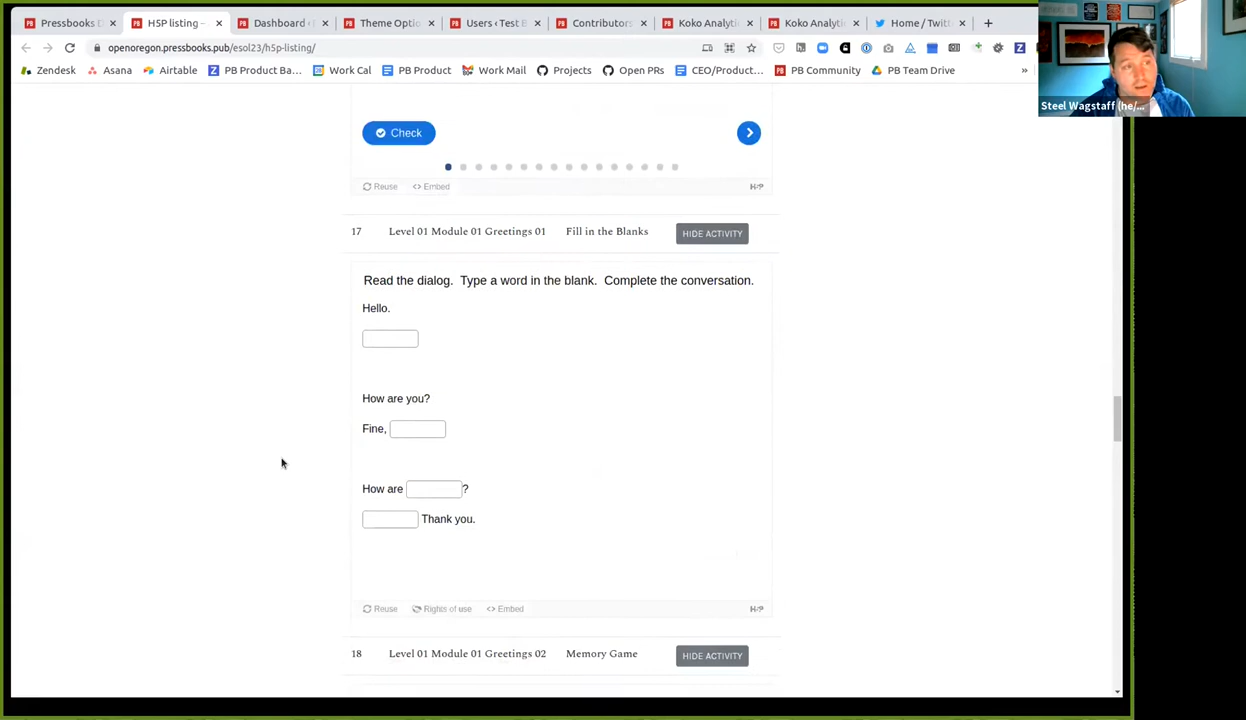 Pressbooks D
H5P listing –
Dashboard ‹
Theme Optio
Users ‹ Test B
Contributors
Koko Analytic
Koko Analytic
Home / Twitt
openoregon.pressbooks.pub/esol23/h5p-listing/
Zendesk
Asana
Airtable
PB Product Ba...
Work Cal
PB Product
Work Mail
Projects
Open PRs
CEO/Product...
PB Community
PB Team Drive
»
Steel Wagstaff (he/...
Check
Reuse
<> Embed
H5P
17 Level 01 Module 01 Greetings 01 Fill in the Blanks HIDE ACTIVITY
Read the dialog. Type a word in the blank. Complete the conversation.
Hello.
How are you?
Fine,
How are ?
Thank you.
Reuse Rights of use <> Embed
H5P
18 Level 01 Module 01 Greetings 02 Memory Game HIDE ACTIVITY